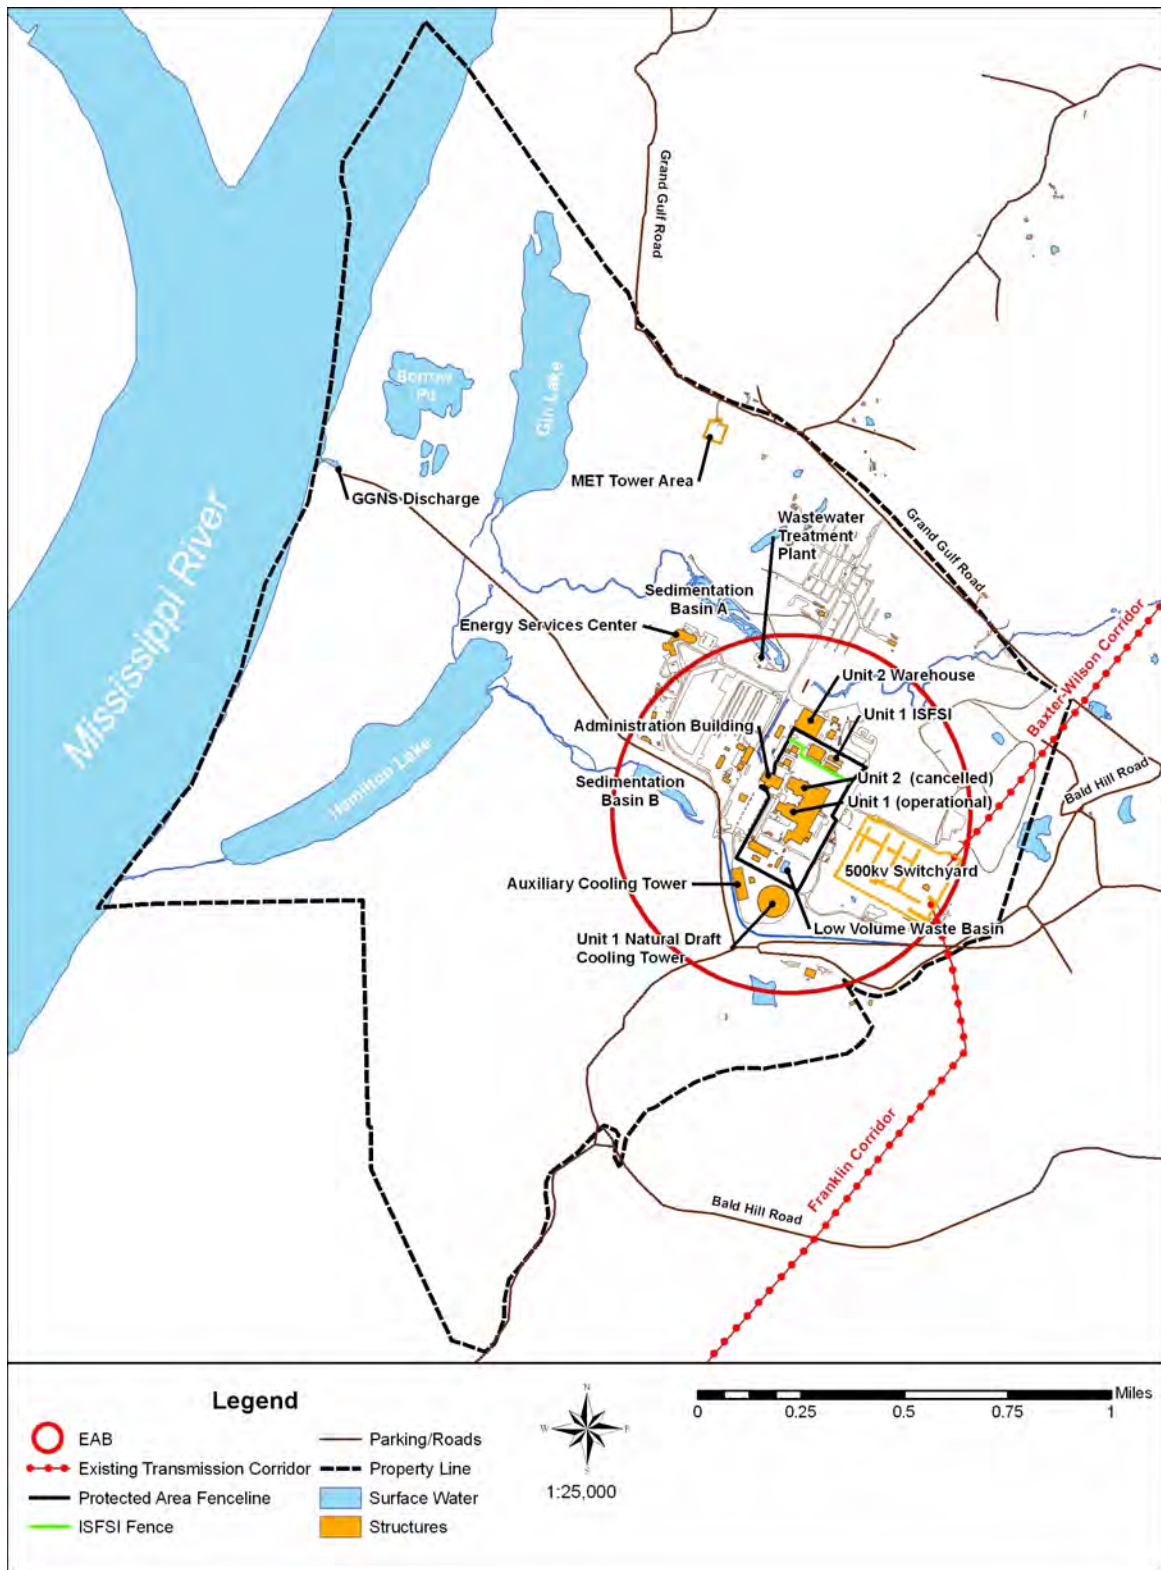 Grand Gulf Road
Borrow
Pit
Gin Lake
MET Tower Area
GGNS Discharge
Wastewater
Treatment
Plant
Grand Gulf Road
Mississippi River
Sedimentation
Basin A
Energy Services Center
Baxter-Wilson Corridor
Unit 2 Warehouse
Unit 1 ISFSI
Administration Building
Hamilton Lake
Sedimentation
Basin B
Unit 2 (cancelled)
Unit 1 (operational)
Bald Hill Road
500kv Switchyard
Auxiliary Cooling Tower
Low Volume Waste Basin
Unit 1 Natural Draft
Cooling Tower
Franklin Corridor
Bald Hill Road
Legend
EAB
Existing Transmission Corridor
Protected Area Fenceline
ISFSI Fence
Parking/Roads
Property Line
Surface Water
Structures
N
W E
S
1:25,000
Miles
0 0.25 0.5 0.75 1